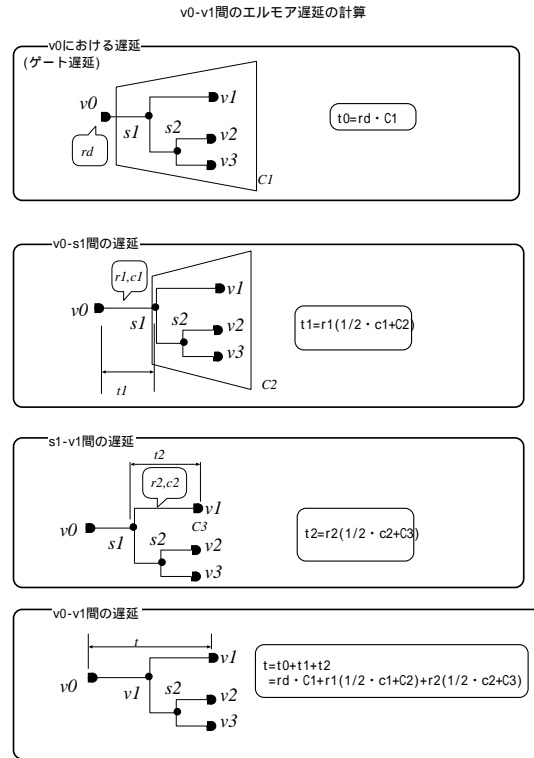 v0-v1間のエルモア遅延の計算
v0における遅延
(ゲート遅延)
v0
rd
s1
s2
v1
v2
v3
C1
t0=rd・C1
v0-s1間の遅延
r1,c1
v0
s1
s2
v1
v2
v3
t1
C2
t1=r1(1/2・c1+C2)
s1-v1間の遅延
t2
r2,c2
v0
s1
s2
v1
C3
v2
v3
t2=r2(1/2・c2+C3)
v0-v1間の遅延
t
v0
v1
s2
v1
v2
v3
t=t0+t1+t2
=rd・C1+r1(1/2・c1+C2)+r2(1/2・c2+C3)